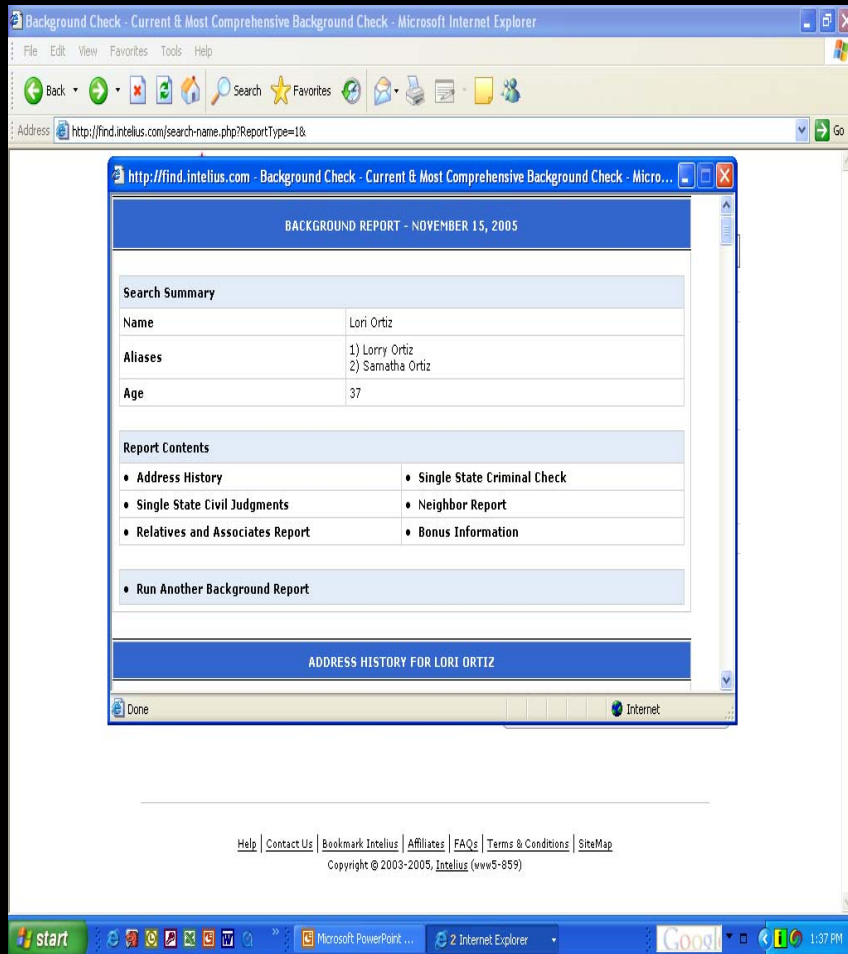 Background Check - Current & Most Comprehensive Background Check - Microsoft Internet Explorer
File Edit View Favorites Tools Help
Back Search Favorites
Address http://find.intelius.com/search-name.php?ReportType=1& Go
http://find.intelius.com - Background Check - Current & Most Comprehensive Background Check - Micro...
BACKGROUND REPORT - NOVEMBER 15, 2005
Search Summary
Name Lori Ortiz
Aliases 1) Lorry Ortiz
2) Samatha Ortiz
Age 37
Report Contents
• Address History • Single State Criminal Check
• Single State Civil Judgments • Neighbor Report
• Relatives and Associates Report • Bonus Information
• Run Another Background Report
ADDRESS HISTORY FOR LORI ORTIZ
Done Internet
Help | Contact Us | Bookmark Intelius | Affiliates | FAQs | Terms & Conditions | SiteMap
Copyright © 2003-2005, Intelius (www5-859)
start Microsoft PowerPoint ... 2 Internet Explorer Googl 1:37 PM